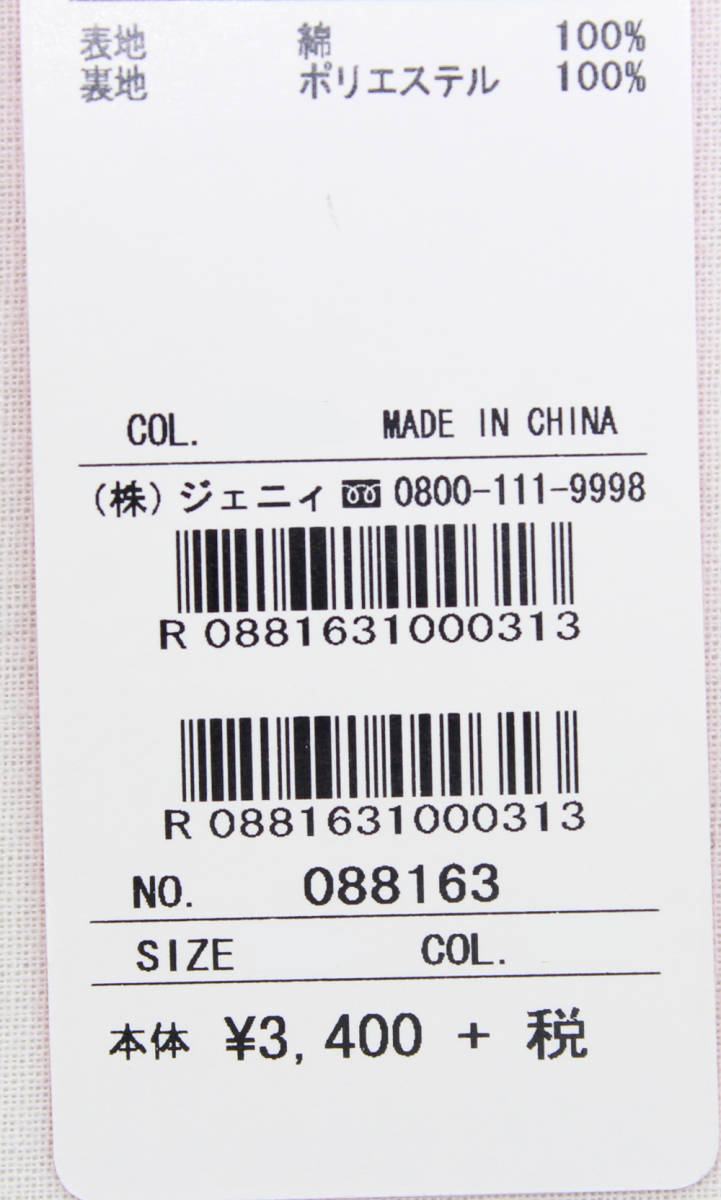 表地 綿 100%
裏地 ポリエステル 100%
COL. MADE IN CHINA
(株) ジェニィ 0800-111-9998
R 0881631000313
R 0881631000313
NO. 088163
SIZE COL.
本体 ¥3,400 + 税